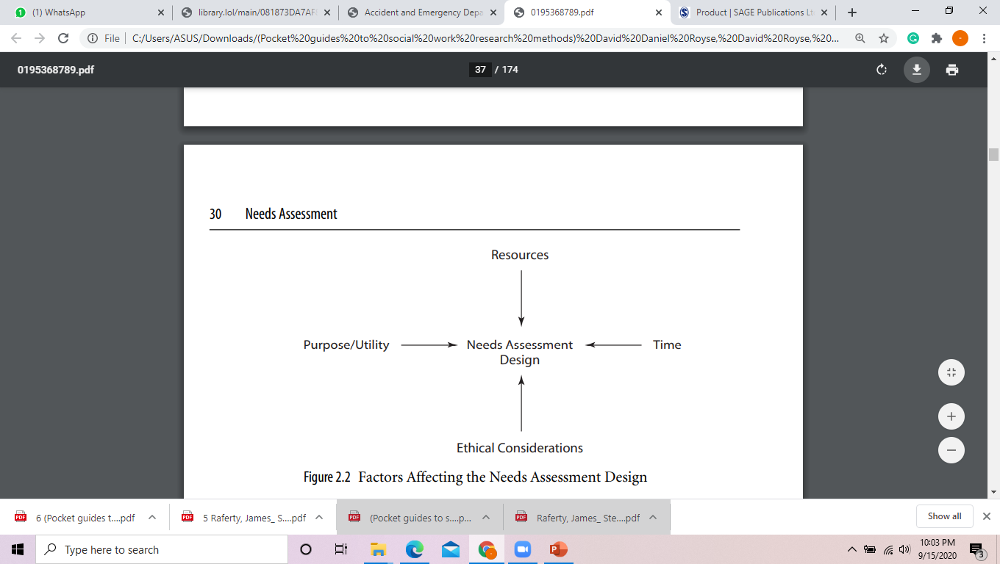 (1) WhatsApp
library.lol/main/081873DA7AF
Accident and Emergency Depa
0195368789.pdf
Product | SAGE Publications Lt
File | C:/Users/ASUS/Downloads/(Pocket%20guides%20to%20social%20work%20research%20methods)%20David%20Daniel%20Royse,%20David%20Royse,%20...
0195368789.pdf
37 / 174
30 Needs Assessment
Resources
Purpose/Utility
Needs Assessment
Design
Time
Ethical Considerations
Figure 2.2 Factors Affecting the Needs Assessment Design
6 (Pocket guides t....pdf
5 Raferty, James_ S....pdf
(Pocket guides to s....p...
Raferty, James_ Ste....pdf
Show all
Type here to search
10:03 PM
9/15/2020
3